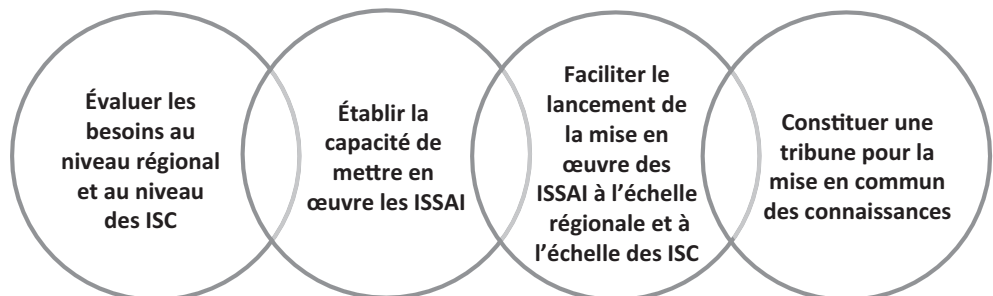 Évaluer les
besoins au
niveau régional
et au niveau
des ISC
Établir la
capacité de
mettre en
œuvre les ISSAI
Faciliter le
lancement de
la mise en
œuvre des
ISSAI à l’échelle
régionale et à
l’échelle des ISC
Constituer une
tribune pour la
mise en commun
des connaissances